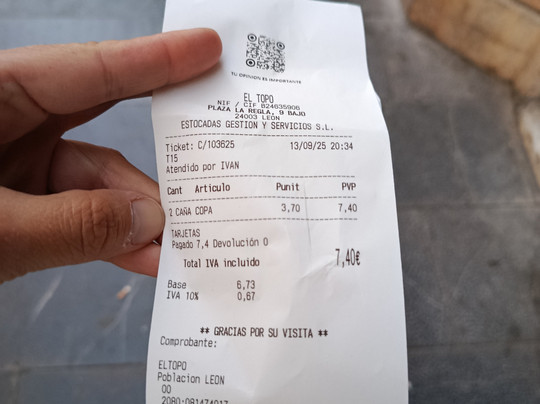 TU OPINION ES IMPORTANTE
EL TOPO
NIF / CIF B24635906
PLAZA LA REGLA, 9 BAJO
24003 LEON
ESTOCADAS GESTION Y SERVICIOS S.L.
Ticket: C/103625 13/09/25 20:34
T15
Atendido por IVAN
Cant Articulo Punit PVP
2 CAÑA COPA 3,70 7,40
TARJETAS
Pagado 7,4 Devolución 0
Total IVA incluido 7,40€
Base 6,73
IVA 10% 0,67
** GRACIAS POR SU VISITA **
Comprobante:
ELTOPO
Poblacion LEON
00